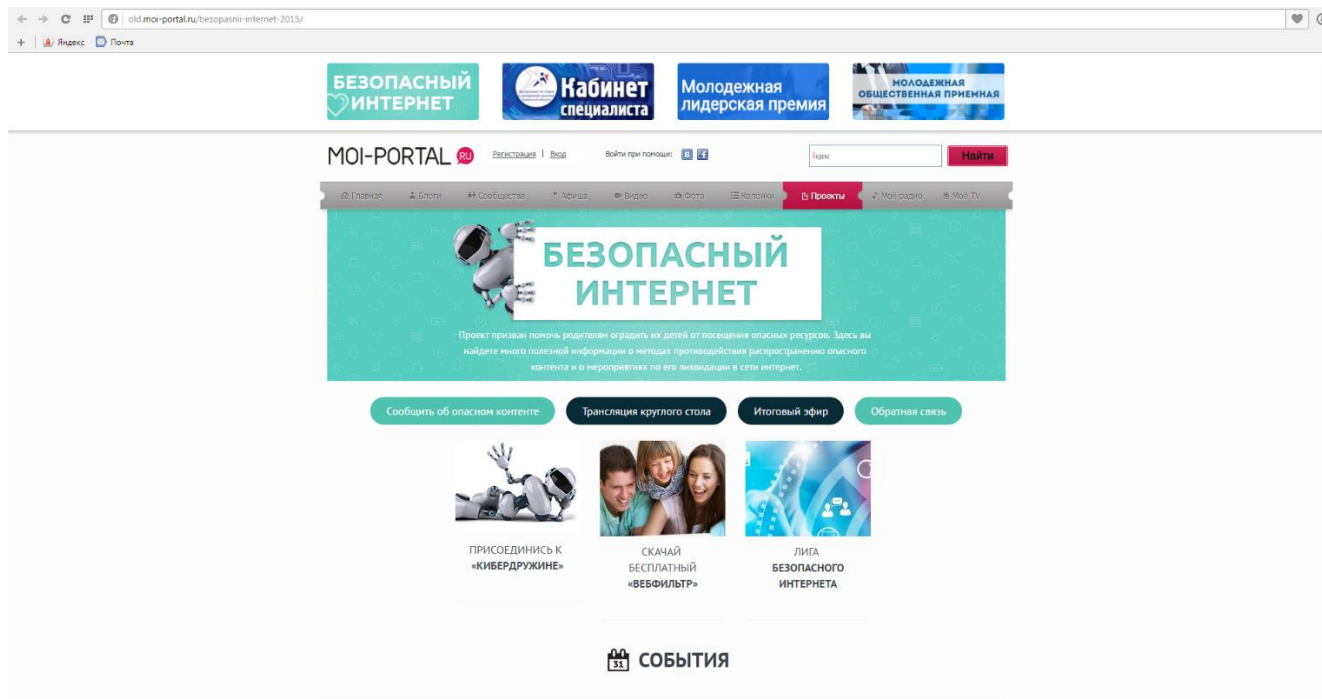 old.moi-portal.ru/bezopasnii-internet-2015/
Яндекс
Почта
БЕЗОПАСНЫЙ
ИНТЕРНЕТ
Кабинет
специалиста
Молодежная
лидерская премия
МОЛОДЕЖНАЯ
ОБЩЕСТВЕННАЯ ПРИЕМНАЯ
MOI-PORTAL RU
Регистрация | Вход
Войти при помощи:
Яндекс
Найти
Главная
Блоги
Сообщества
Афиша
Видео
Фото
Колонки
Проекты
Моё радио
Моё TV
БЕЗОПАСНЫЙ
ИНТЕРНЕТ
Проект призван помочь родителям оградить их детей от посещения опасных ресурсов. Здесь вы
найдете много полезной информации о методах противодействия распространению опасного
контента и о мероприятиях по его ликвидации в сети интернет.
Сообщить об опасном контенте
Трансляция круглого стола
Итоговый эфир
Обратная связь
ПРИСОЕДИНИСЬ К
«КИБЕРДРУЖИНЕ»
СКАЧАЙ
БЕСПЛАТНЫЙ
«ВЕБФИЛЬТР»
ЛИГА
БЕЗОПАСНОГО
ИНТЕРНЕТА
31 СОБЫТИЯ